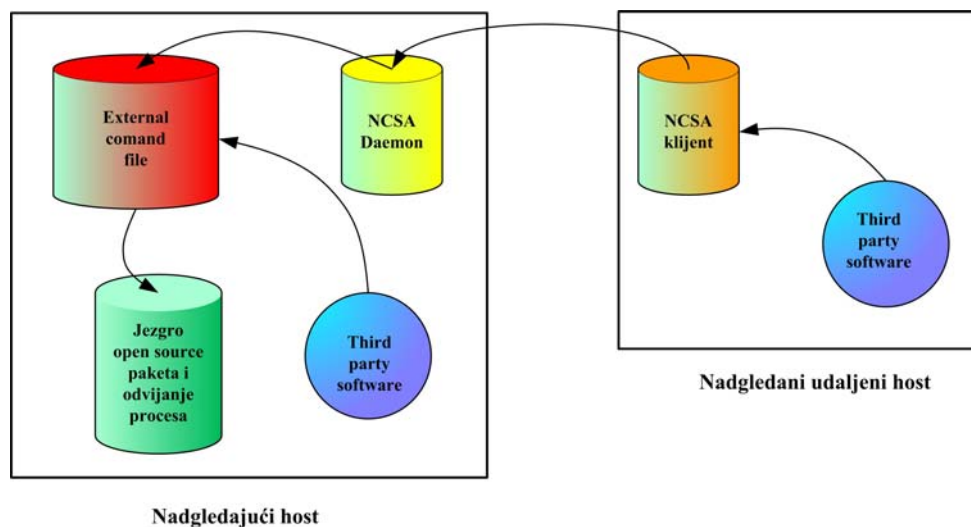 External
comand
file
NCSA
Daemon
Jezgro
open source
paketa i
odvijanje
procesa
Third
party
software
Nadgledajući host
NCSA
klijent
Third
party
software
Nadgledani udaljeni host